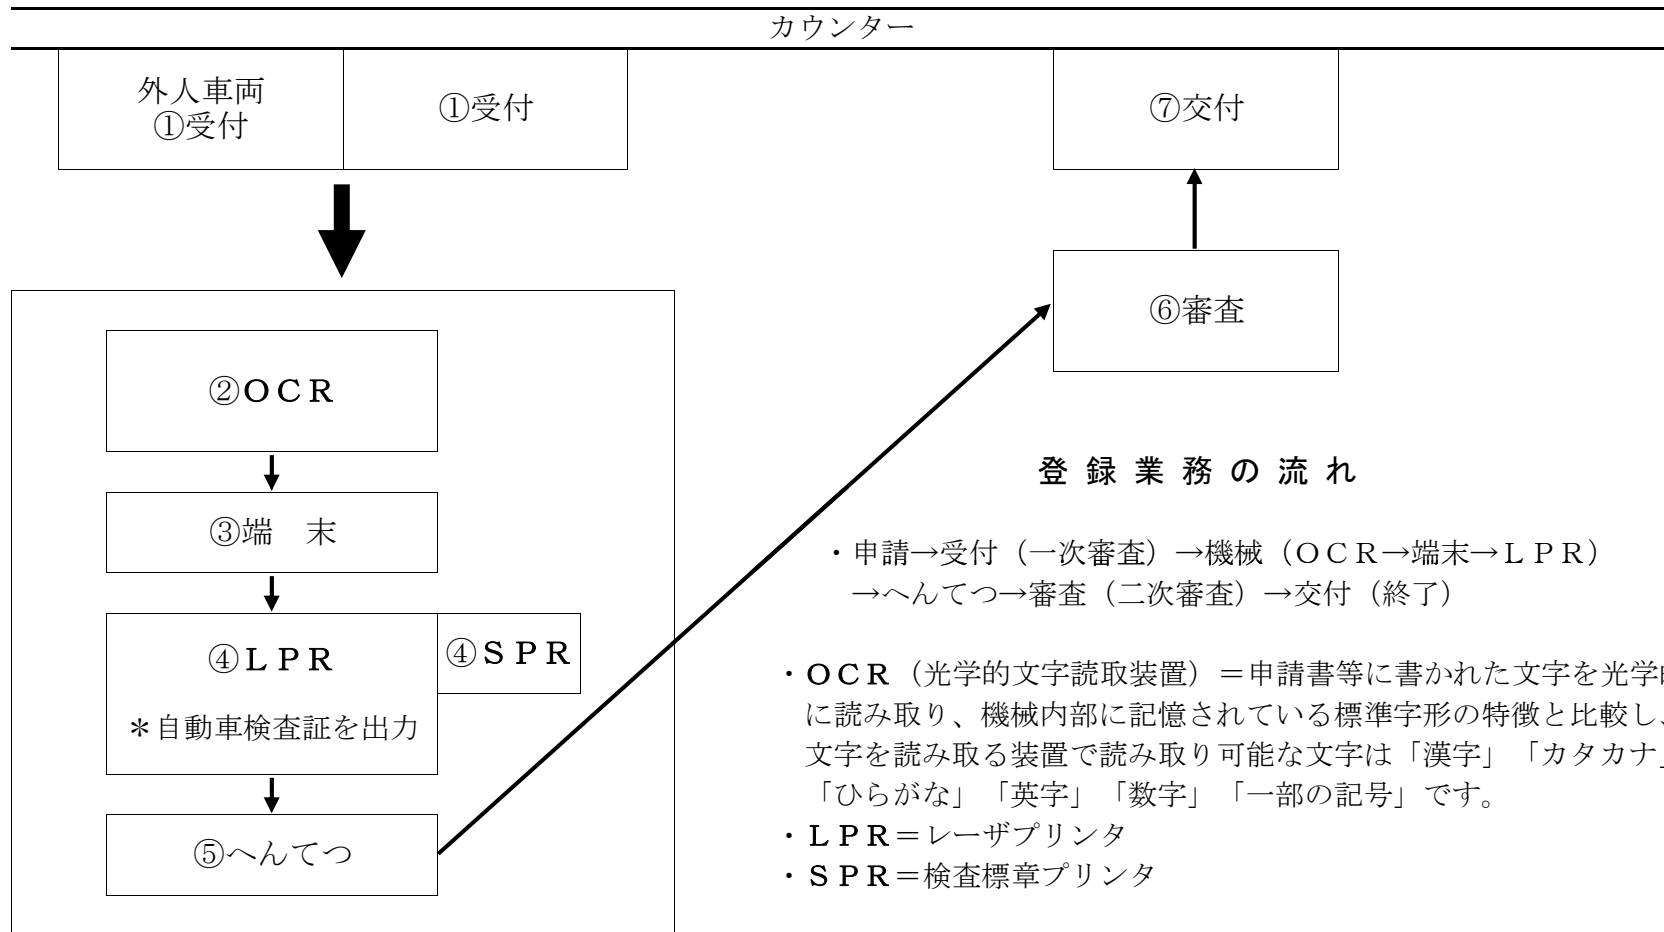 カウンター
外人車両
①受付
①受付
⑦交付
⑥審査
②ＯＣＲ
③端　末
④ＬＰＲ
④ＳＰＲ
＊自動車検査証を出力
⑤へんてつ
登録業務の流れ
・申請→受付（一次審査）→機械（ＯＣＲ→端末→ＬＰＲ）
→へんてつ→審査（二次審査）→交付（終了）
・ＯＣＲ（光学的文字読取装置）＝申請書等に書かれた文字を光学的
に読み取り、機械内部に記憶されている標準字形の特徴と比較し、
文字を読み取る装置で読み取り可能な文字は「漢字」「カタカナ」
「ひらがな」「英字」「数字」「一部の記号」です。
・ＬＰＲ＝レーザプリンタ
・ＳＰＲ＝検査標章プリンタ